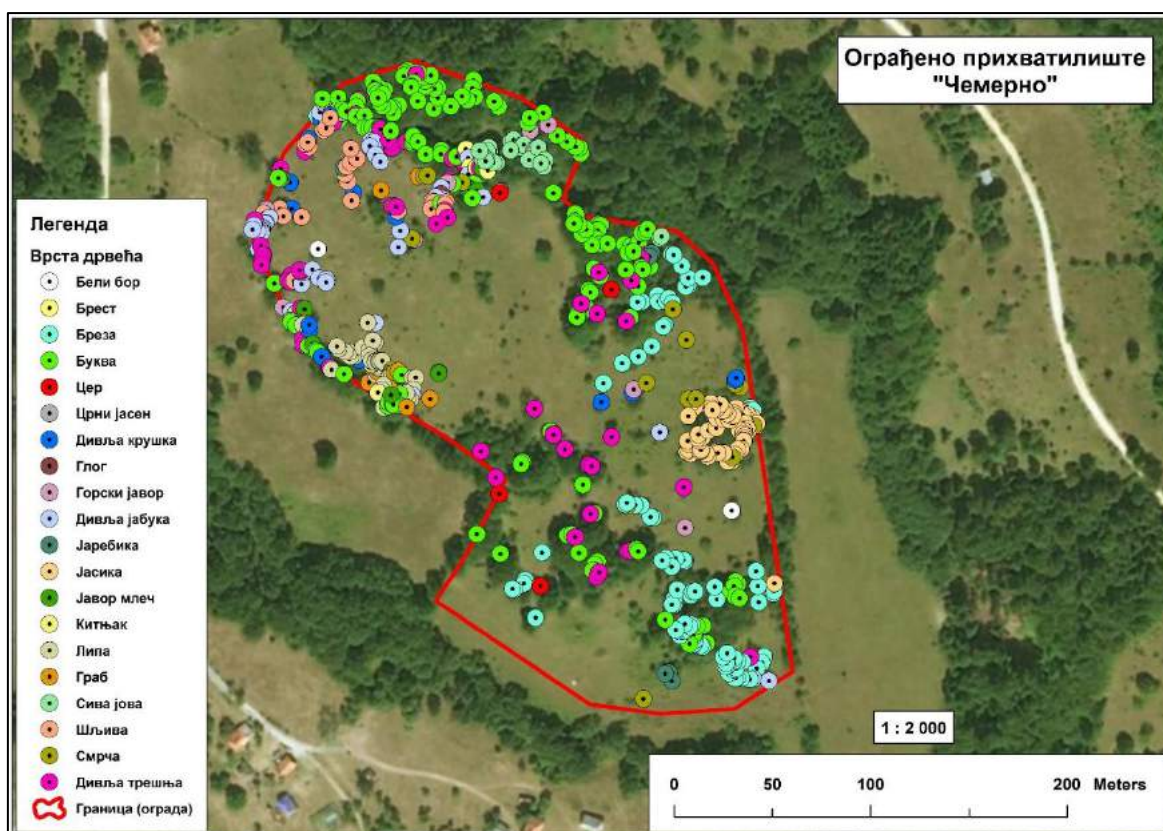 Ограђено прихватилиште
"Чемерно"
Легенда
Врста дрвећа
Бели бор
Брест
Бреза
Буква
Цер
Црни јасен
Дивља крушка
Глог
Горски јавор
Дивља јабука
Јаребика
Јасика
Јавор млеч
Китњак
Липа
Граб
Сива јова
Шљива
Смрча
Дивља трешња
Граница (ограда)
1 : 2 000
0 50 100 200 Meters